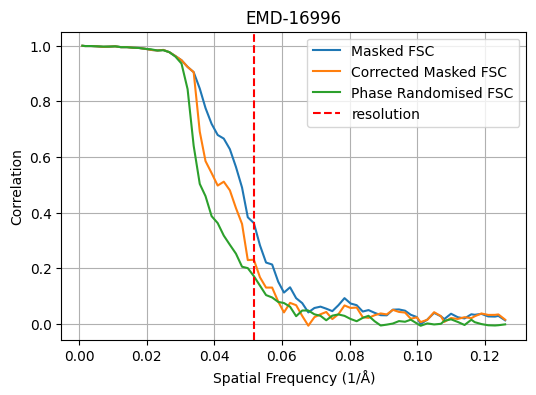 EMD-16996
Masked FSC
Corrected Masked FSC
Phase Randomised FSC
resolution
Correlation
1.0
0.8
0.6
0.4
0.2
0.0
0.00 0.02 0.04 0.06 0.08 0.10 0.12
Spatial Frequency (1/Å)